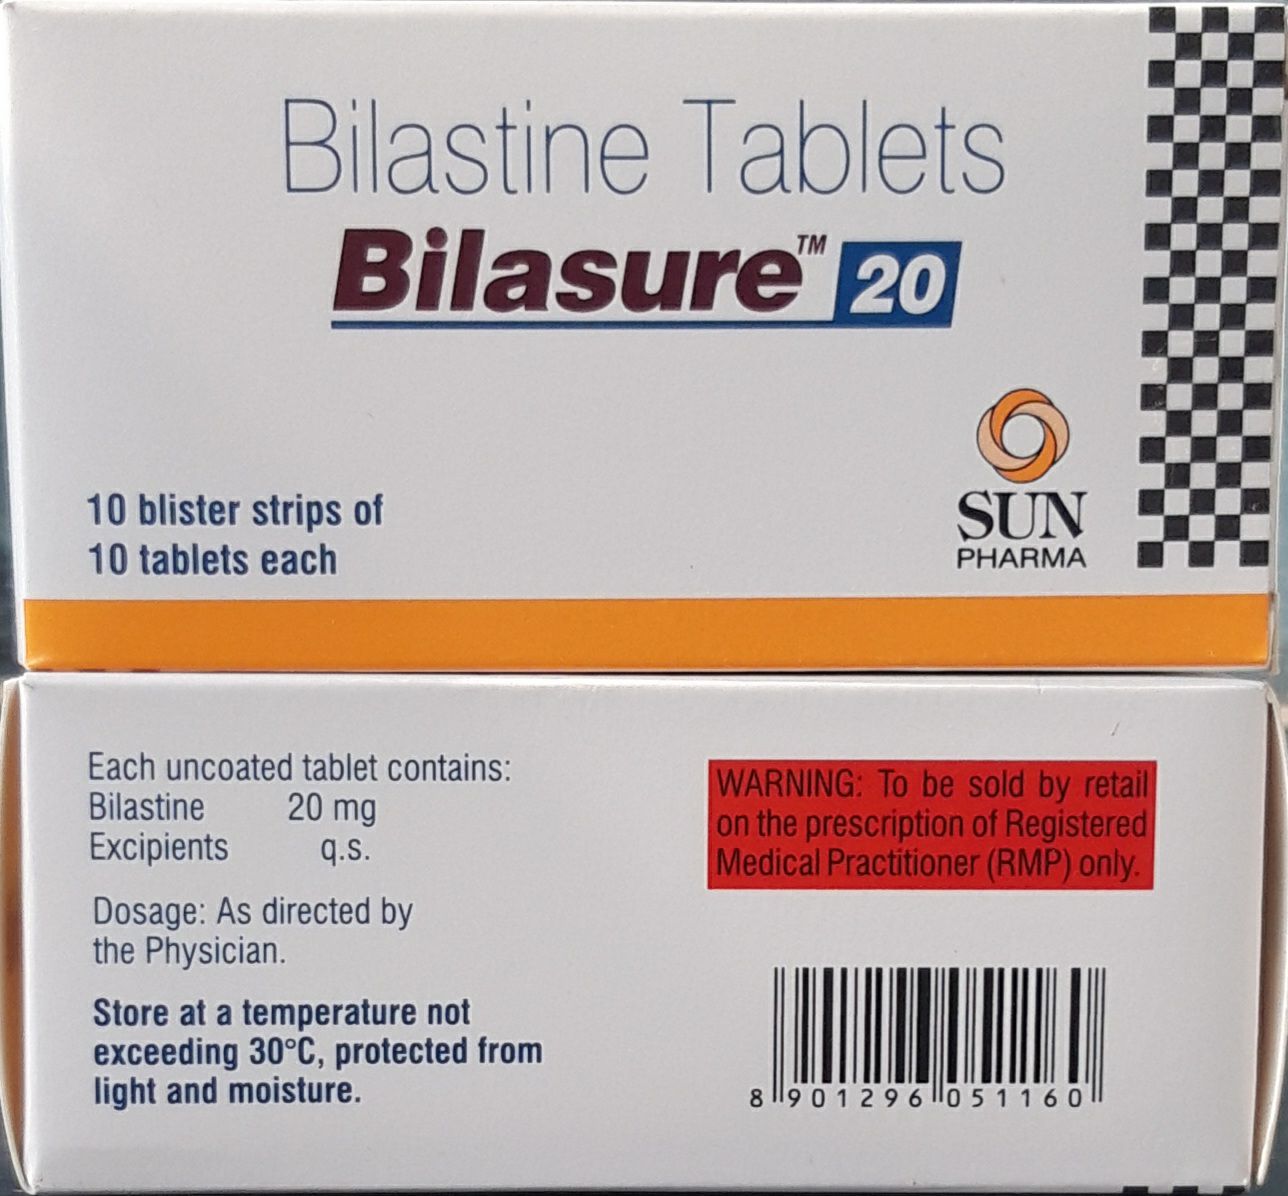 Bilastine Tablets
Bilasure™ 20
10 blister strips of
10 tablets each
SUN
PHARMA
Each uncoated tablet contains:
Bilastine 20 mg
Excipients q.s.
Dosage: As directed by
the Physician.
Store at a temperature not
exceeding 30°C, protected from
light and moisture.
WARNING: To be sold by retail
on the prescription of Registered
Medical Practitioner (RMP) only.
8 901296 051160